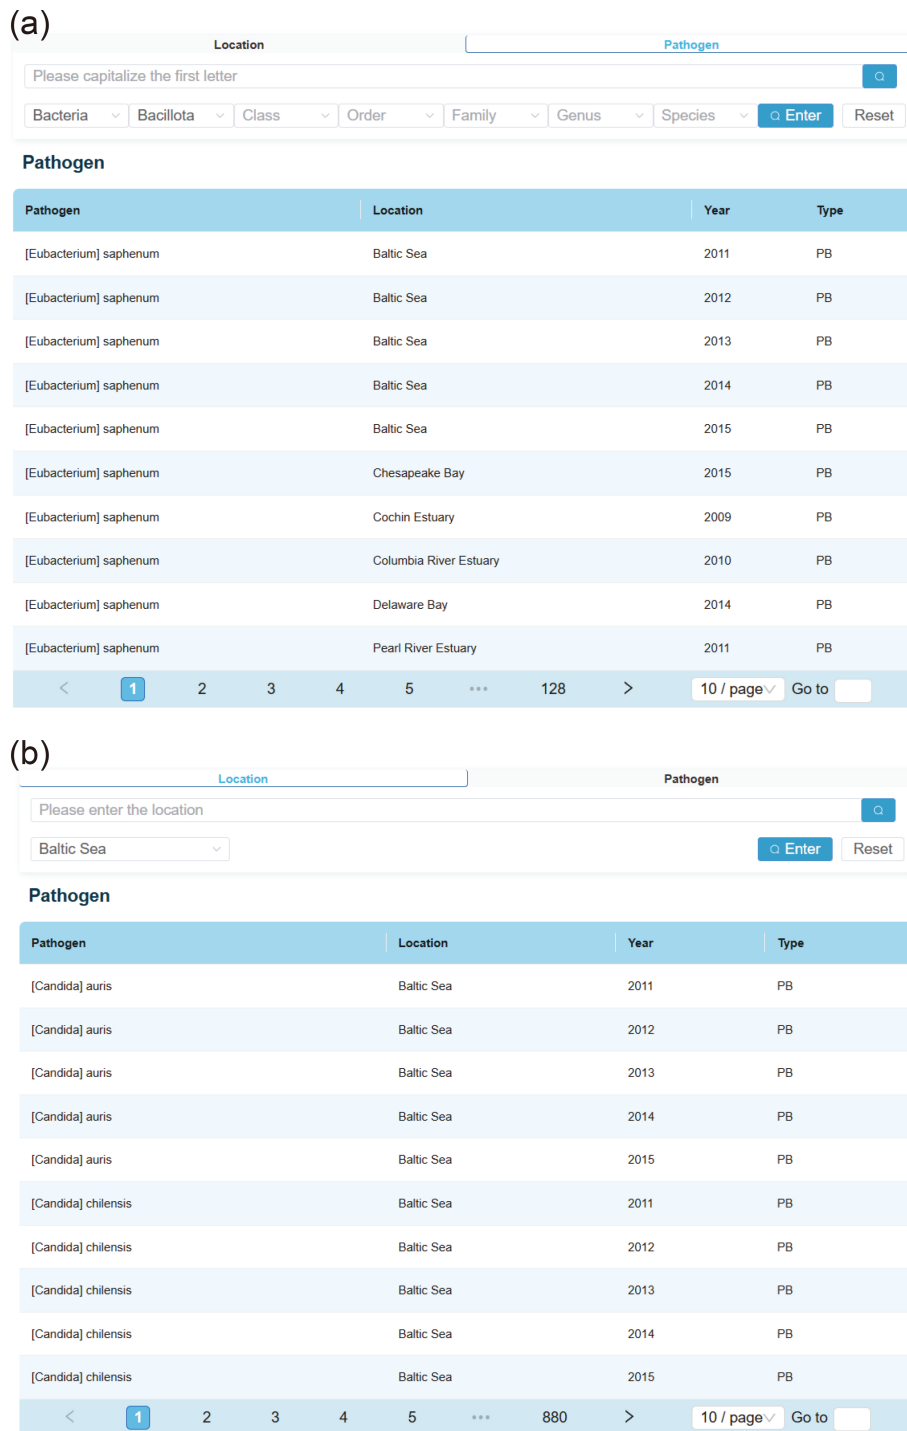 (a)
Location Pathogen
Please capitalize the first letter
Bacteria Bacillota Class Order Family Genus Species Enter Reset
Pathogen
Pathogen Location Year Type
[Eubacterium] saphenum Baltic Sea 2011 PB
[Eubacterium] saphenum Baltic Sea 2012 PB
[Eubacterium] saphenum Baltic Sea 2013 PB
[Eubacterium] saphenum Baltic Sea 2014 PB
[Eubacterium] saphenum Baltic Sea 2015 PB
[Eubacterium] saphenum Chesapeake Bay 2015 PB
[Eubacterium] saphenum Cochin Estuary 2009 PB
[Eubacterium] saphenum Columbia River Estuary 2010 PB
[Eubacterium] saphenum Delaware Bay 2014 PB
[Eubacterium] saphenum Pearl River Estuary 2011 PB
< 1 2 3 4 5 ••• 128 > 10 / page Go to
(b)
Location Pathogen
Please enter the location
Baltic Sea Enter Reset
Pathogen
Pathogen Location Year Type
[Candida] auris Baltic Sea 2011 PB
[Candida] auris Baltic Sea 2012 PB
[Candida] auris Baltic Sea 2013 PB
[Candida] auris Baltic Sea 2014 PB
[Candida] auris Baltic Sea 2015 PB
[Candida] chilensis Baltic Sea 2011 PB
[Candida] chilensis Baltic Sea 2012 PB
[Candida] chilensis Baltic Sea 2013 PB
[Candida] chilensis Baltic Sea 2014 PB
[Candida] chilensis Baltic Sea 2015 PB
< 1 2 3 4 5 ••• 880 > 10 / page Go to